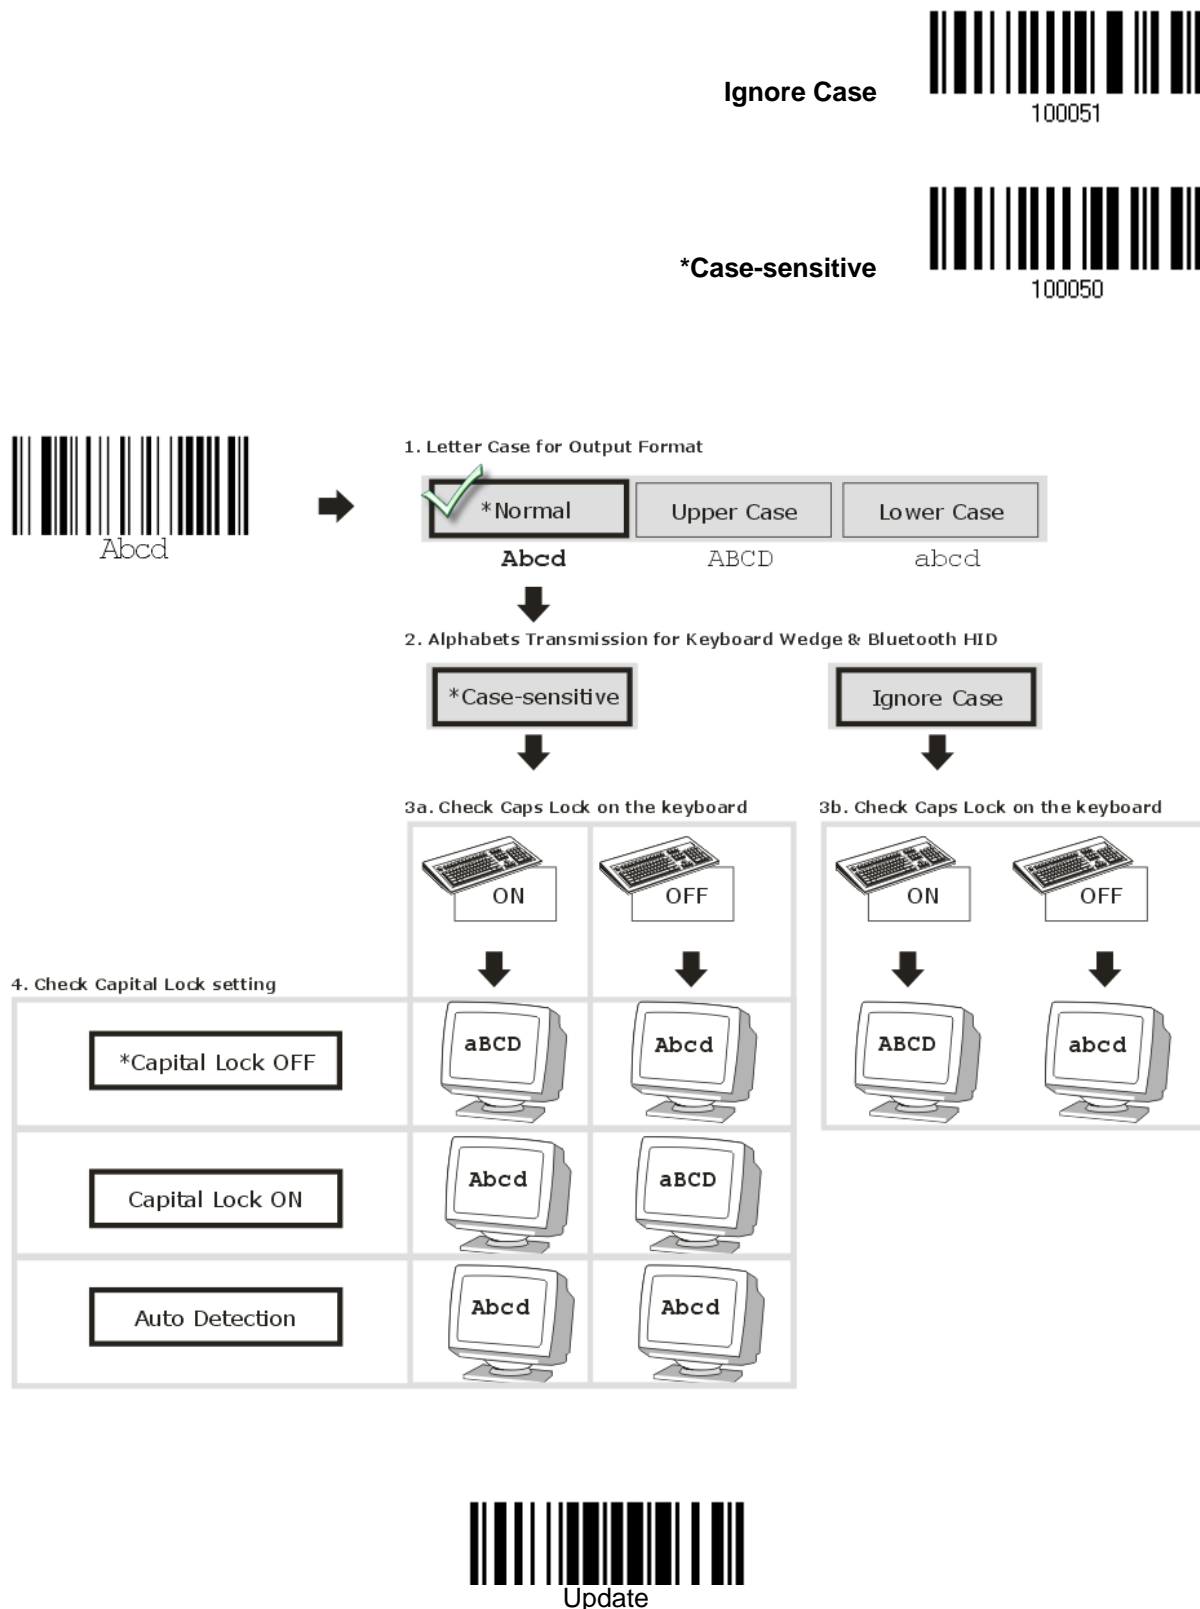 Ignore Case
100051
*Case-sensitive
100050
Abcd
1. Letter Case for Output Format
*Normal Upper Case Lower Case
Abcd ABCD abcd
2. Alphabets Transmission for Keyboard Wedge & Bluetooth HID
*Case-sensitive Ignore Case
3a. Check Caps Lock on the keyboard 3b. Check Caps Lock on the keyboard
ON OFF ON OFF
4. Check Capital Lock setting
*Capital Lock OFF aBCD Abcd ABCD abcd
Capital Lock ON Abcd aBCD
Auto Detection Abcd Abcd
Update